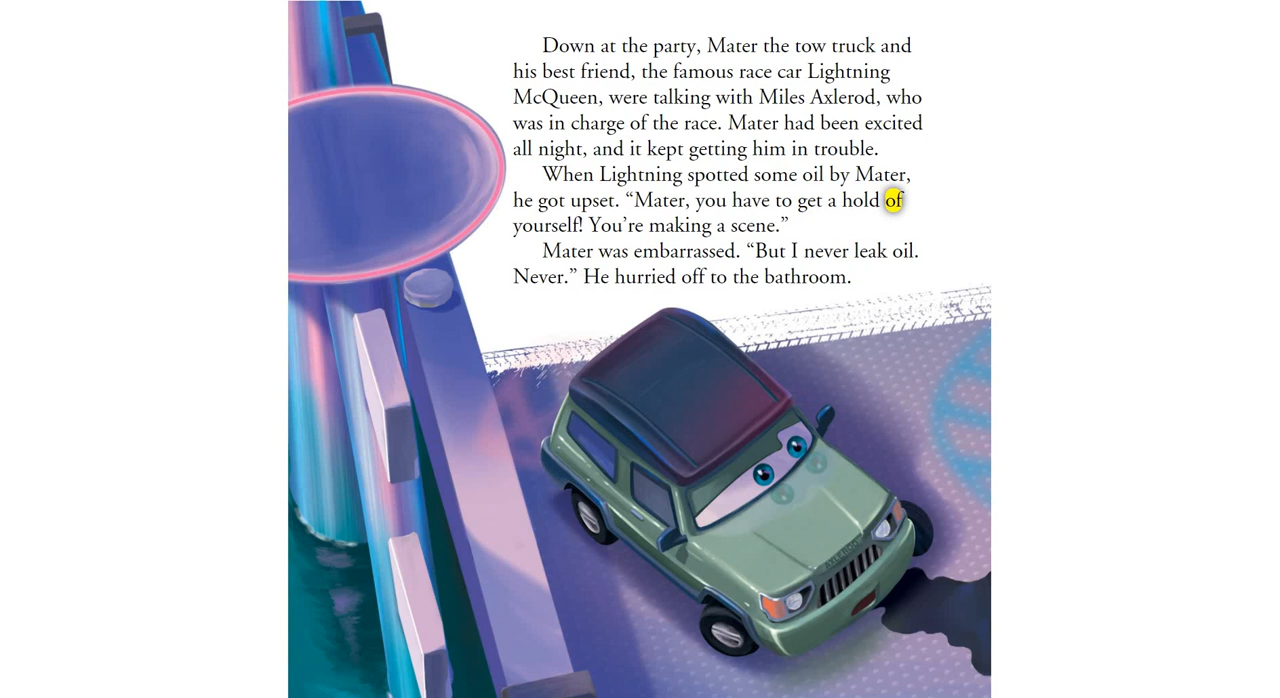 Down at the party, Mater the tow truck and
his best friend, the famous race car Lightning
McQueen, were talking with Miles Axlerod, who
was in charge of the race. Mater had been excited
all night, and it kept getting him in trouble.
When Lightning spotted some oil by Mater,
he got upset. “Mater, you have to get a hold of
yourself! You’re making a scene.”
Mater was embarrassed. “But I never leak oil.
Never.” He hurried off to the bathroom.